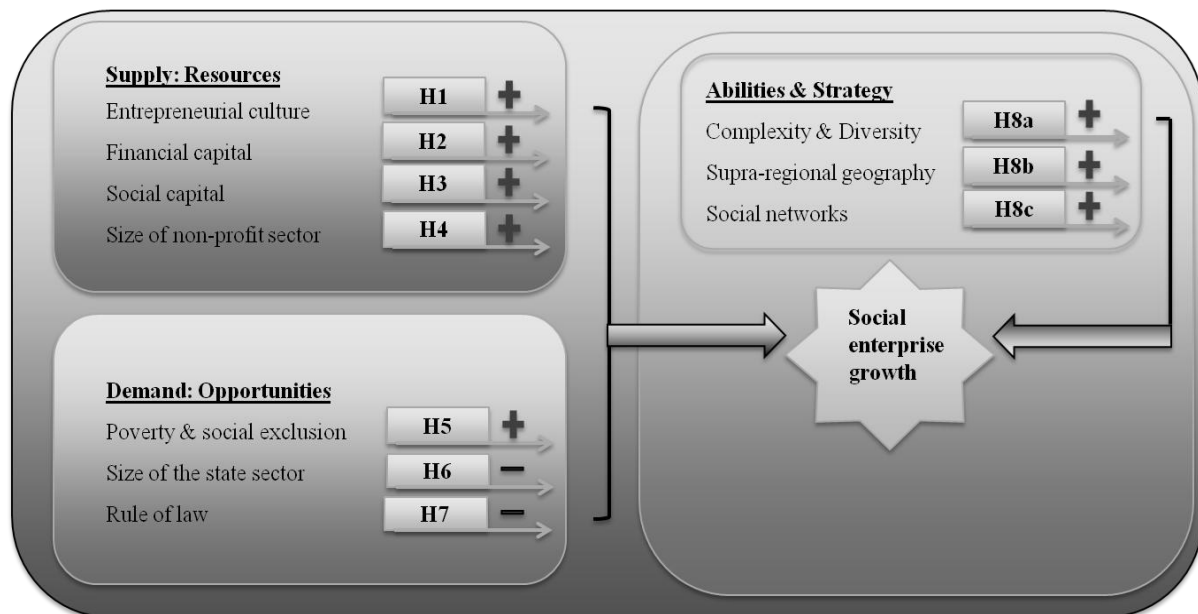 Supply: Resources
Entrepreneurial culture H1 +
Financial capital H2 +
Social capital H3 +
Size of non-profit sector H4 +
Demand: Opportunities
Poverty & social exclusion H5 +
Size of the state sector H6 –
Rule of law H7 –
Abilities & Strategy
Complexity & Diversity H8a +
Supra-regional geography H8b +
Social networks H8c +
Social
enterprise
growth